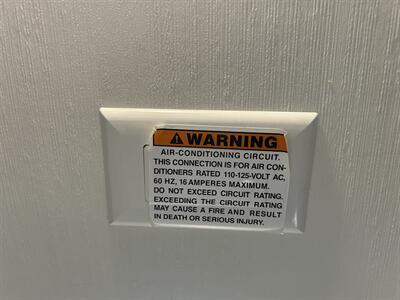 WARNING
AIR-CONDITIONING CIRCUIT.
THIS CONNECTION IS FOR AIR CON-
DITIONERS RATED 110-125-VOLT AC,
60 HZ, 16 AMPERES MAXIMUM.
DO NOT EXCEED CIRCUIT RATING.
EXCEEDING THE CIRCUIT RATING
MAY CAUSE A FIRE AND RESULT
IN DEATH OR SERIOUS INJURY.